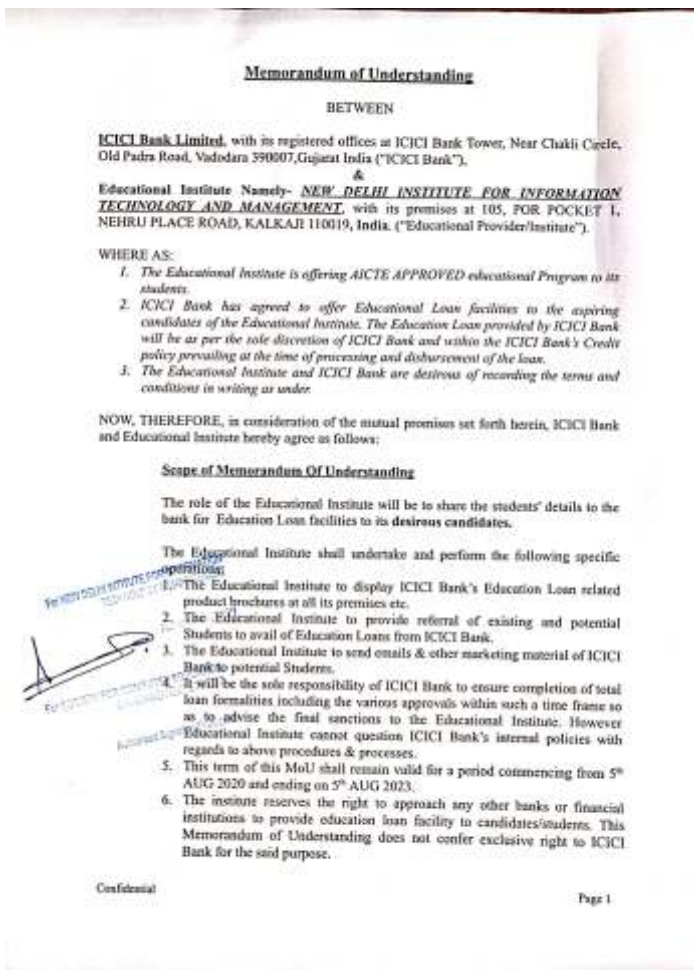 Memorandum of Understanding
BETWEEN
ICICI Bank Limited, with its registered offices at ICICI Bank Tower, Near Chakli Circle,
Old Padra Road, Vadodara 390007,Gujarat India ("ICICI Bank"),
&
Educational Institute Namely- NEW DELHI INSTITUTE FOR INFORMATION
TECHNOLOGY AND MANAGEMENT, with its premises at 105, FOR POCKET 1,
NEHRU PLACE ROAD, KALKAJI 110019, India. ("Educational Provider/Institute").
WHERE AS:
1. The Educational Institute is offering AICTE APPROVED educational Program to its
students.
2. ICICI Bank has agreed to offer Educational Loan facilities to the aspiring
candidates of the Educational Institute. The Education Loan provided by ICICI Bank
will be as per the sole discretion of ICICI Bank and within the ICICI Bank's Credit
policy prevailing at the time of processing and disbursement of the loan.
3. The Educational Institute and ICICI Bank are desirous of recording the terms and
conditions in writing as under.
NOW, THEREFORE, in consideration of the mutual promises set forth herein, ICICI Bank
and Educational Institute hereby agree as follows:
Scope of Memorandum Of Understanding
The role of the Educational Institute will be to share the students' details to the
bank for Education Loan facilities to its desirous candidates.
The Educational Institute shall undertake and perform the following specific
operations:
1. The Educational Institute to display ICICI Bank's Education Loan related
product brochures at all its premises etc.
2. The Educational Institute to provide referral of existing and potential
Students to avail of Education Loans from ICICI Bank.
3. The Educational Institute to send emails & other marketing material of ICICI
Bank to potential Students.
4. It will be the sole responsibility of ICICI Bank to ensure completion of total
loan formalities including the various approvals within such a time frame so
as to advise the final sanctions to the Educational Institute. However
Educational Institute cannot question ICICI Bank's internal policies with
regards to above procedures & processes.
5. This term of this MoU shall remain valid for a period commencing from 5th
AUG 2020 and ending on 5th AUG 2023.
6. The institute reserves the right to approach any other banks or financial
institutions to provide education loan facility to candidates/students. This
Memorandum of Understanding does not confer exclusive right to ICICI
Bank for the said purpose.
For NEW DELHI INSTITUTE FOR
Confidential
Page 1